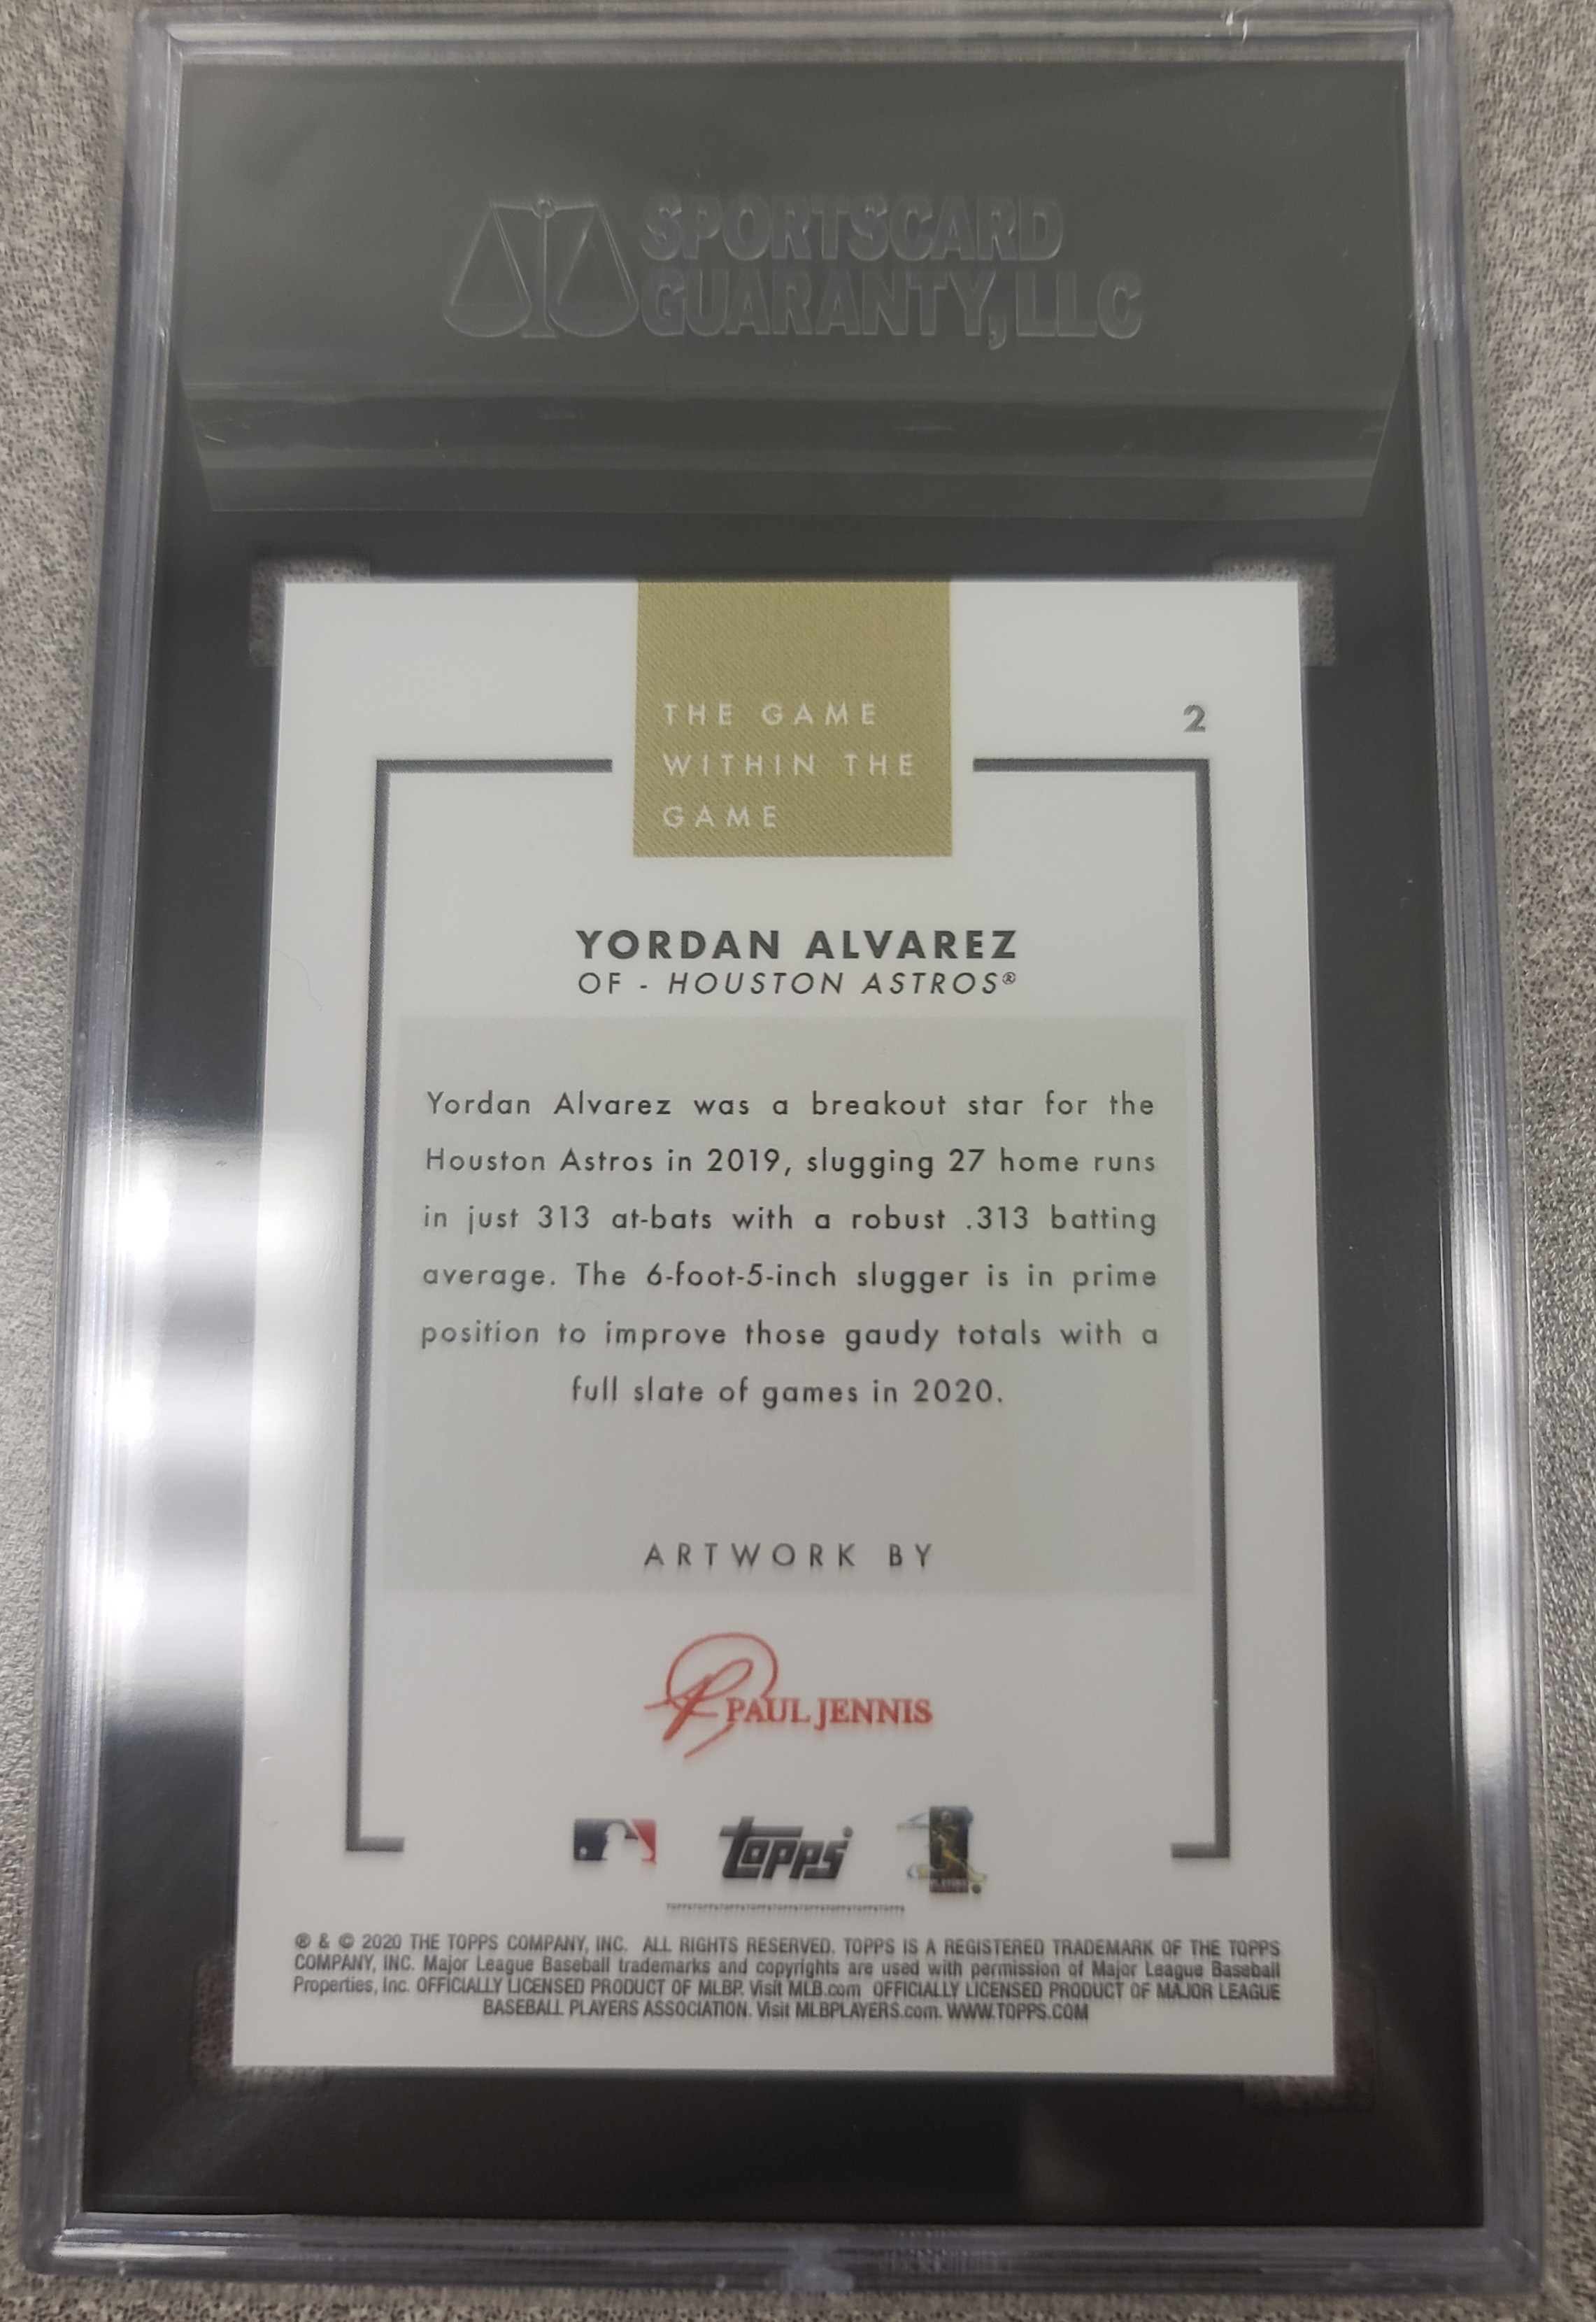 SPORTSCARD
GUARANTY, LLC
THE GAME
WITHIN THE
GAME
2
YORDAN ALVAREZ
OF - HOUSTON ASTROS®
Yordan Alvarez was a breakout star for the
Houston Astros in 2019, slugging 27 home runs
in just 313 at-bats with a robust .313 batting
average. The 6-foot-5-inch slugger is in prime
position to improve those gaudy totals with a
full slate of games in 2020.
ARTWORK BY
PAUL JENNIS
topps
® & © 2020 THE TOPPS COMPANY, INC. ALL RIGHTS RESERVED. TOPPS IS A REGISTERED TRADEMARK OF THE TOPPS
COMPANY, INC. Major League Baseball trademarks and copyrights are used with permission of Major League Baseball
Properties, Inc. OFFICIALLY LICENSED PRODUCT OF MLBP. Visit MLB.com OFFICIALLY LICENSED PRODUCT OF MAJOR LEAGUE
BASEBALL PLAYERS ASSOCIATION. Visit MLBPLAYERS.com. WWW.TOPPS.COM